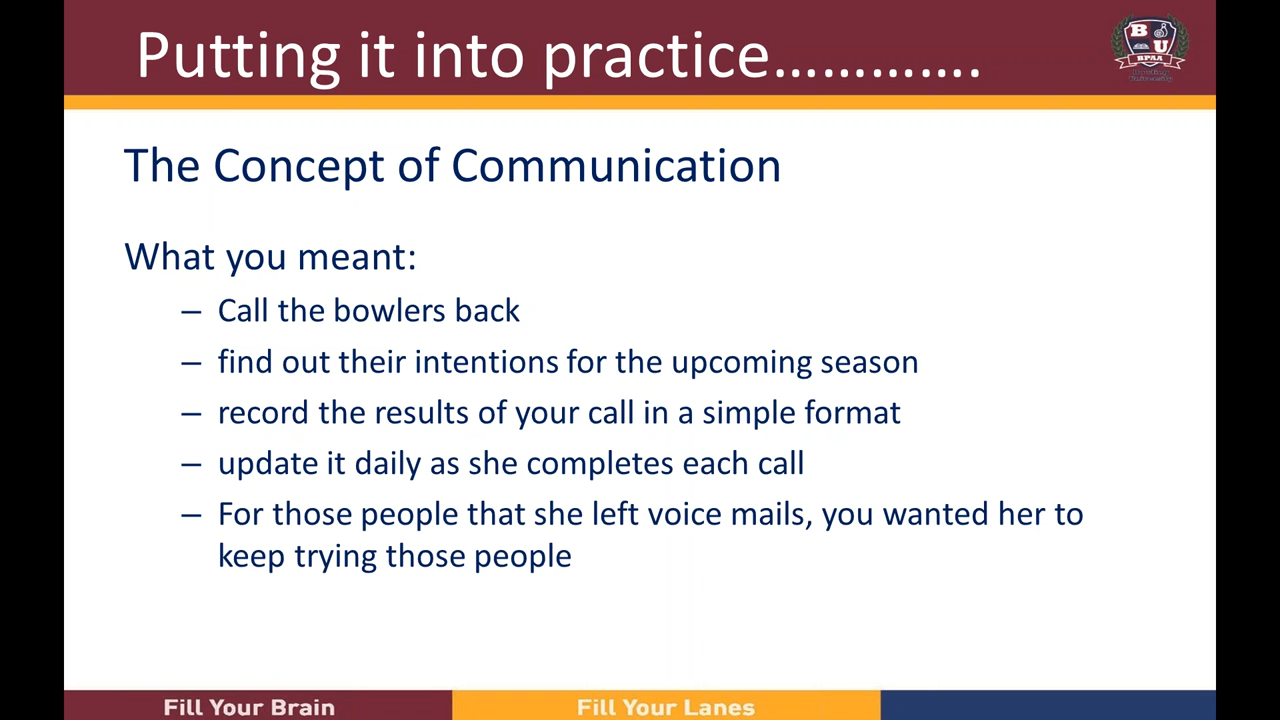 Putting it into practice………….
B U
BPAA
Bowling
University
The Concept of Communication
What you meant:
– Call the bowlers back
– find out their intentions for the upcoming season
– record the results of your call in a simple format
– update it daily as she completes each call
– For those people that she left voice mails, you wanted her to
keep trying those people
Fill Your Brain
Fill Your Lanes